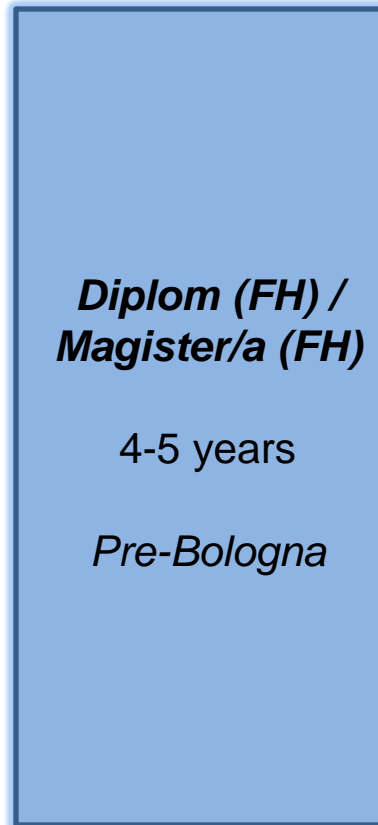 Diplom (FH) /
Magister/a (FH)
4-5 years
Pre-Bologna